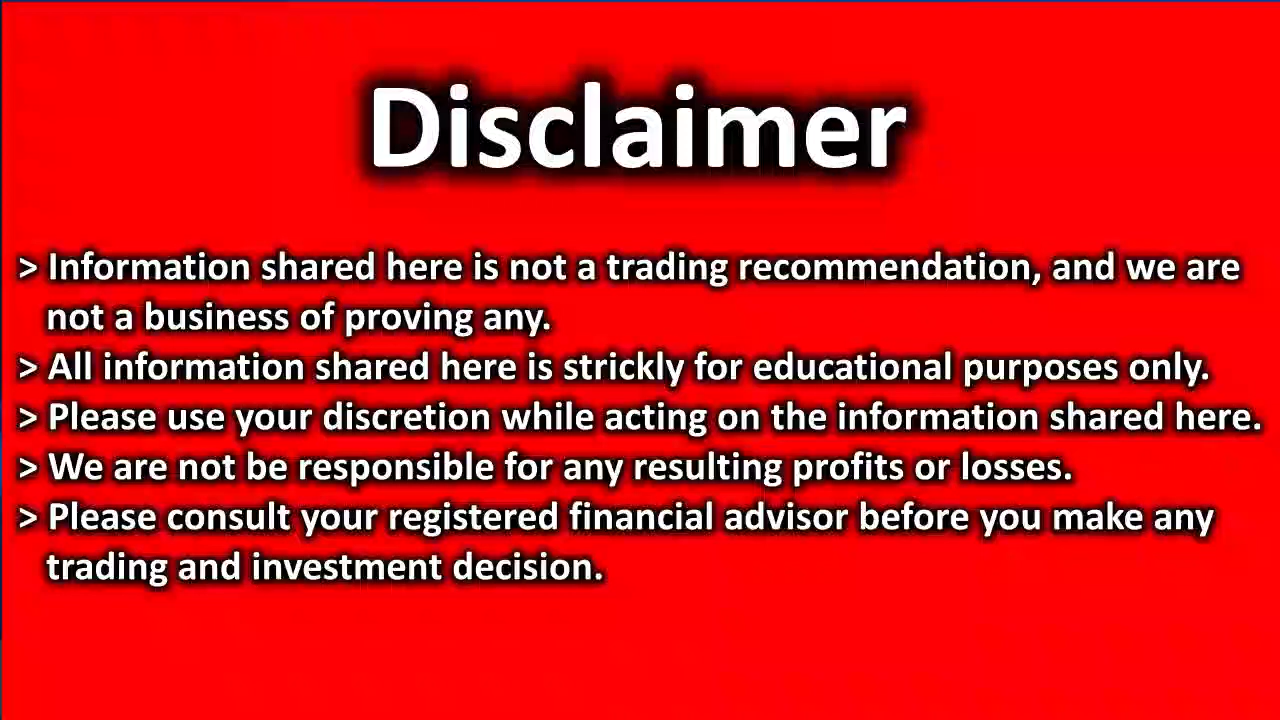 Disclaimer
> Information shared here is not a trading recommendation, and we are
not a business of proving any.
> All information shared here is strickly for educational purposes only.
> Please use your discretion while acting on the information shared here.
> We are not be responsible for any resulting profits or losses.
> Please consult your registered financial advisor before you make any
trading and investment decision.